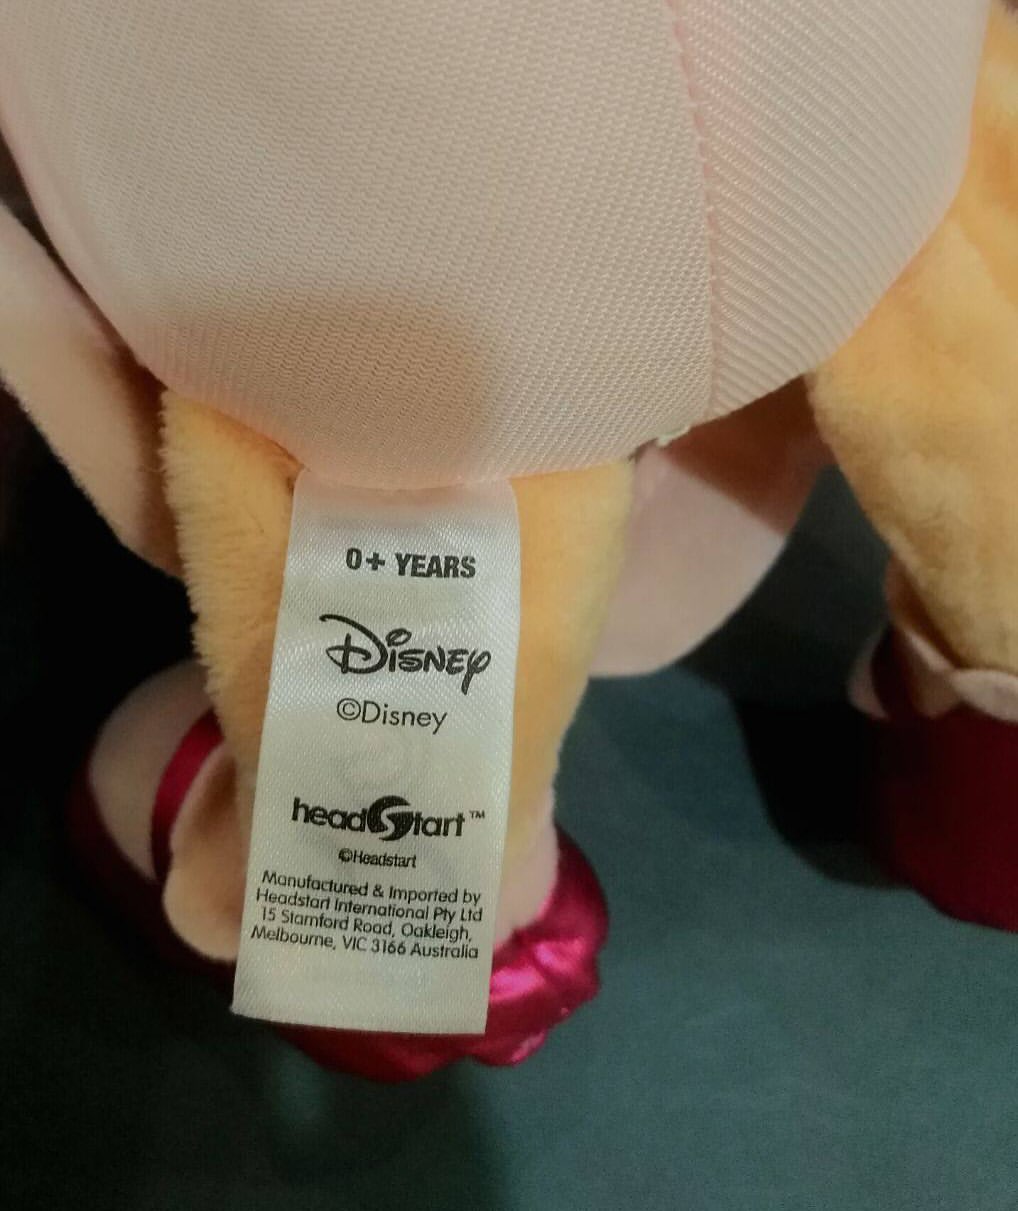 0+ YEARS
Disney
©Disney
headStart™
©Headstart
Manufactured & Imported by
Headstart International Pty Ltd
15 Stamford Road, Oakleigh,
Melbourne, VIC 3166 Australia